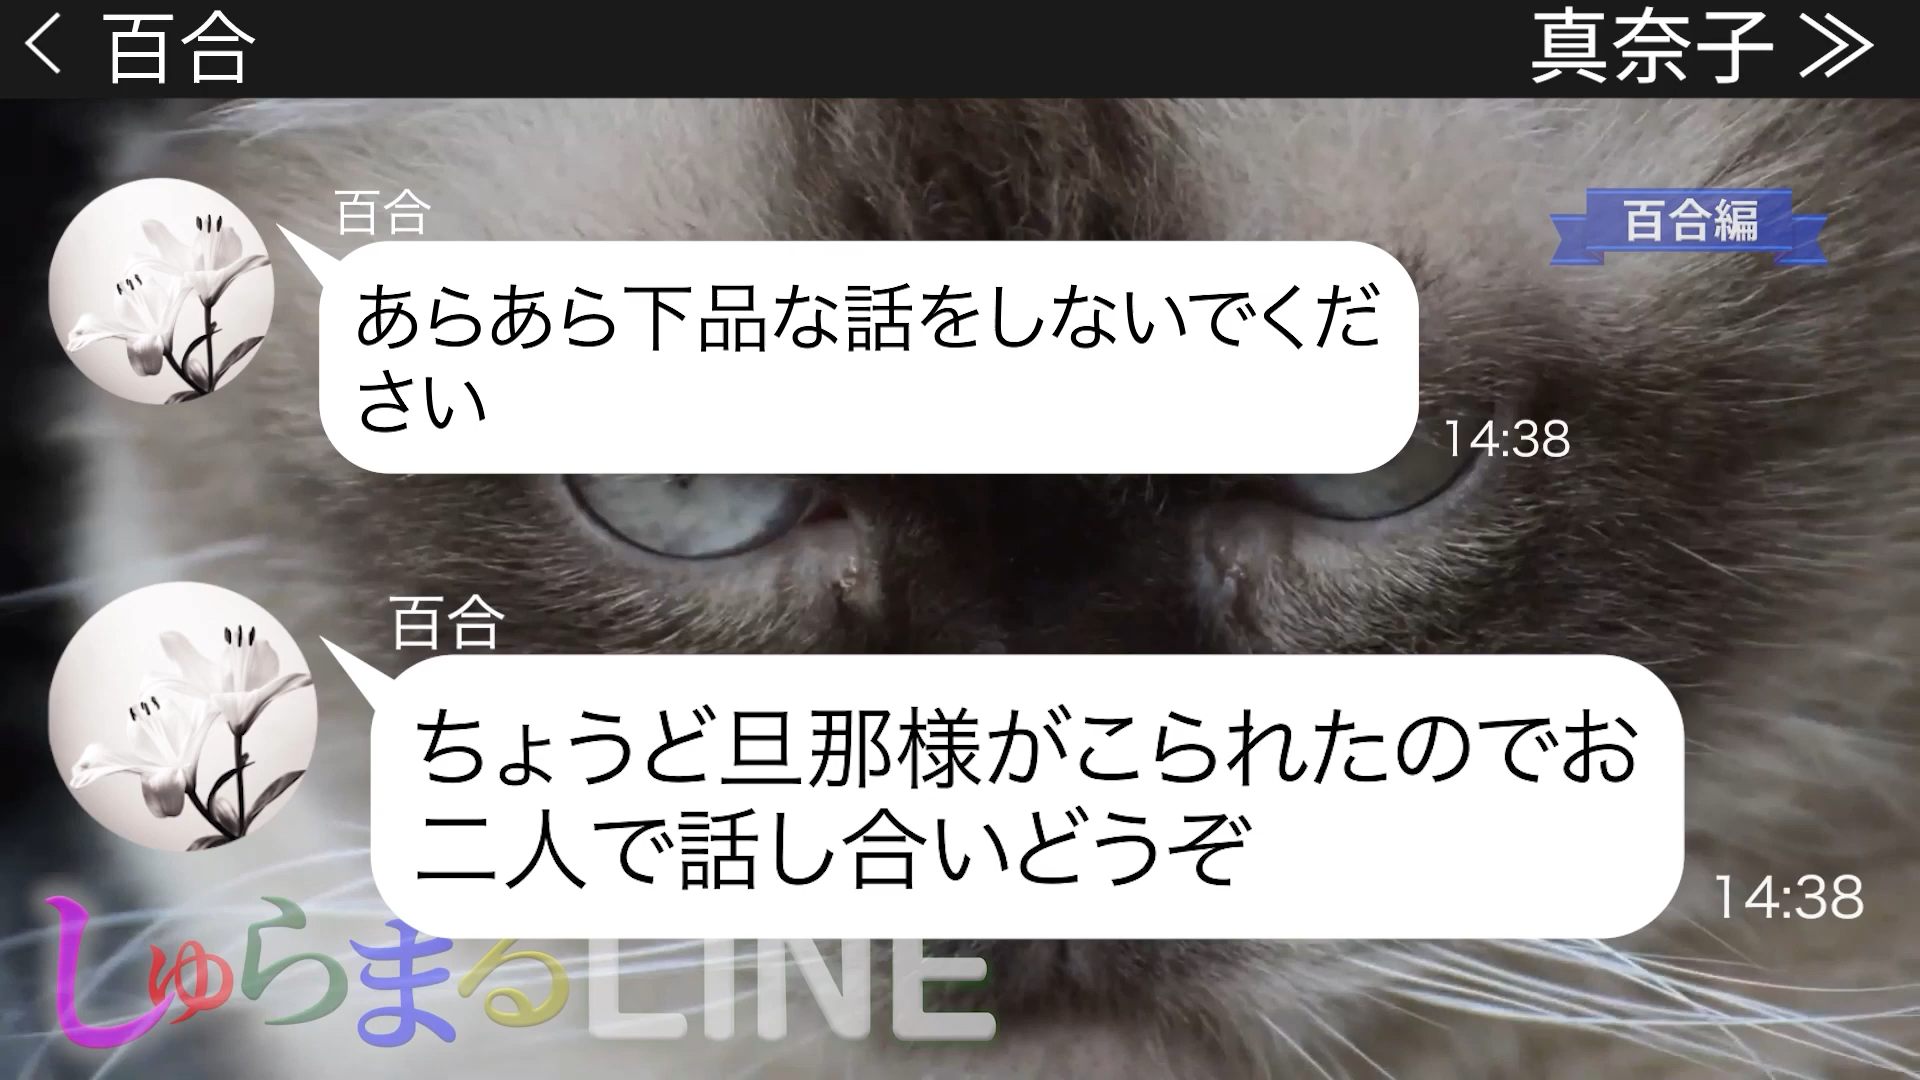 百合
真奈子
百合
百合編
あらあら下品な話をしないでくだ
さい
14:38
百合
ちょうど旦那様がこられたのでお
二人で話し合いどうぞ
14:38
しゅらまるLINE